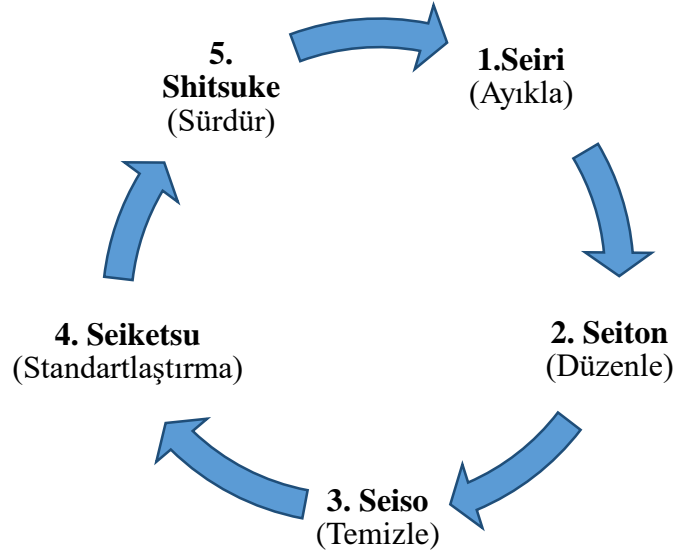 1.Seiri
(Ayıkla)
2. Seiton
(Düzenle)
3. Seiso
(Temizle)
4. Seiketsu
(Standartlaştırma)
5.
Shitsuke
(Sürdür)